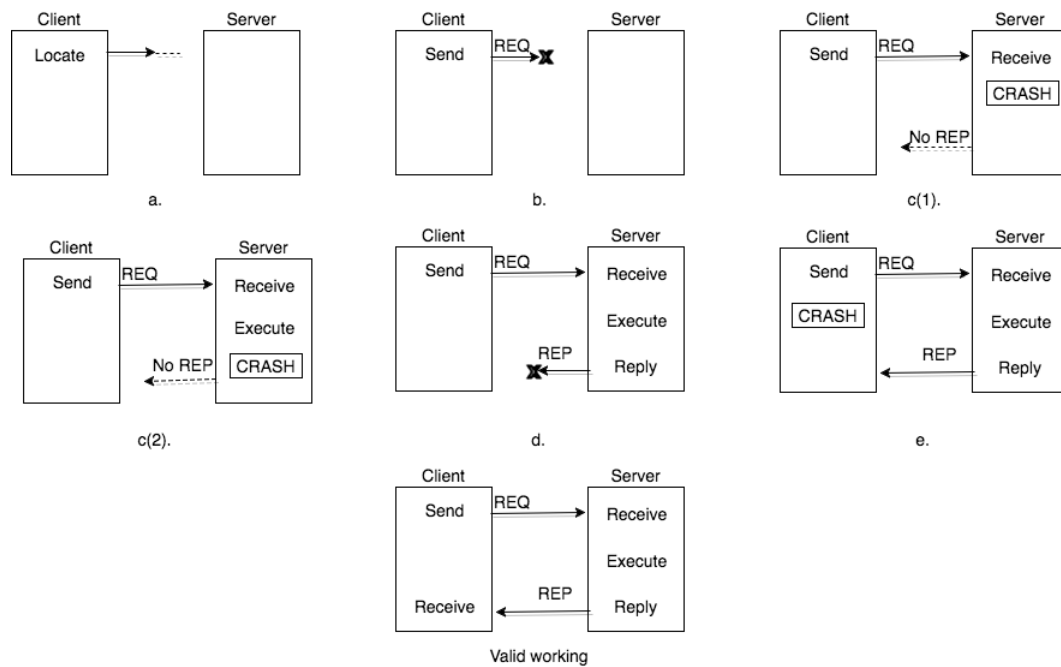 Client
Server
Locate
a.
Client
Server
Send
REQ
X
b.
Client
Server
Send
REQ
Receive
CRASH
No REP
c(1).
Client
Server
Send
REQ
Receive
Execute
No REP
CRASH
c(2).
Client
Server
Send
REQ
Receive
Execute
REP
X
Reply
d.
Client
Server
Send
REQ
Receive
CRASH
Execute
REP
Reply
e.
Client
Server
Send
REQ
Receive
Execute
Receive
REP
Reply
Valid working